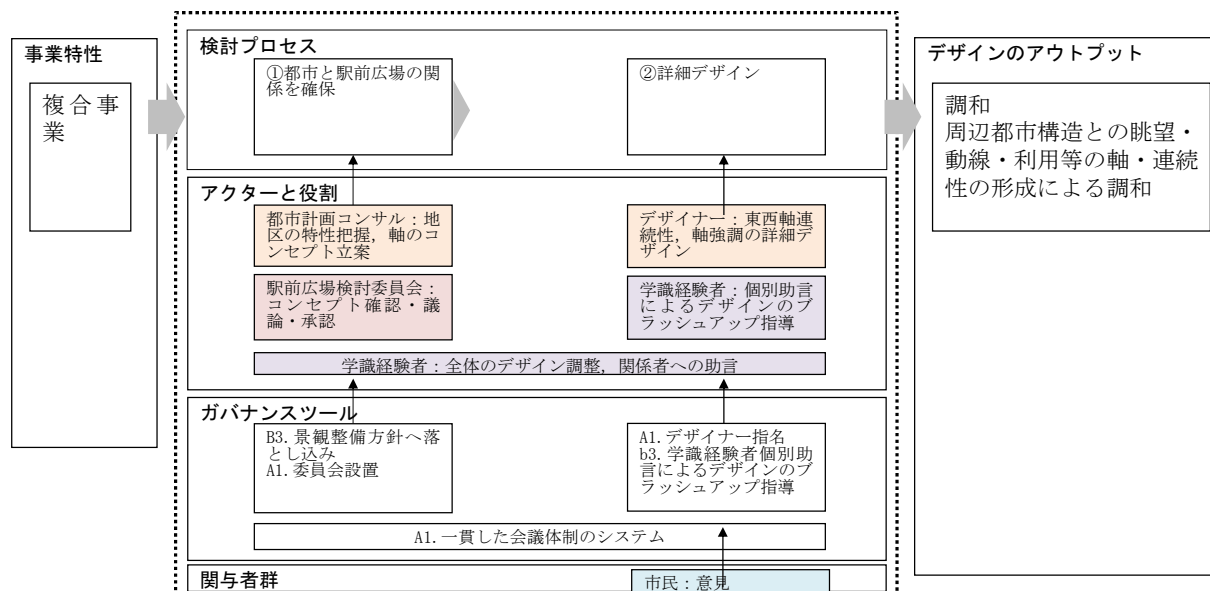 事業特性
複合事
業
検討プロセス
①都市と駅前広場の関
係を確保
②詳細デザイン
アクターと役割
都市計画コンサル：地
区の特性把握，軸のコ
ンセプト立案
デザイナー：東西軸連
続性，軸強調の詳細デ
ザイン
駅前広場検討委員会：
コンセプト確認・議
論・承認
学識経験者：個別助言
によるデザインのブ
ラッシュアップ指導
学識経験者：全体のデザイン調整，関係者への助言
ガバナンスツール
B3.景観整備方針へ落
とし込み
A1.委員会設置
A1.デザイナー指名
b3.学識経験者個別助
言によるデザインのブ
ラッシュアップ指導
A1.一貫した会議体制のシステム
関与者群
市民：意見
デザインのアウトプット
調和
周辺都市構造との眺望・
動線・利用等の軸・連続
性の形成による調和